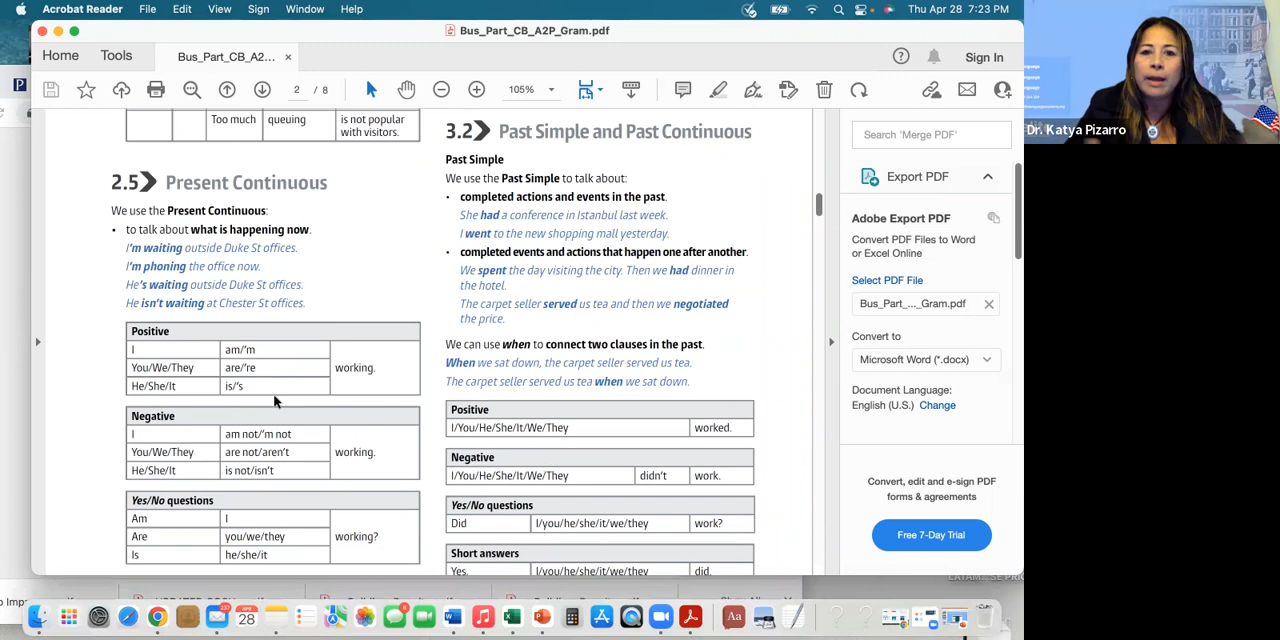 Acrobat Reader File Edit View Sign Window Help Thu Apr 28 7:23 PM
Bus_Part_CB_A2P_Gram.pdf
Home Tools Bus_Part_CB_A2... × Sign In
2 / 8 105%
Too much queuing is not popular
with visitors.
2.5 Present Continuous
We use the Present Continuous:
• to talk about what is happening now.
I'm waiting outside Duke St offices.
I'm phoning the office now.
He's waiting outside Duke St offices.
He isn't waiting at Chester St offices.
Positive
I am/'m
You/We/They are/'re working.
He/She/It is/'s
Negative
I am not/'m not
You/We/They are not/aren't working.
He/She/It is not/isn't
Yes/No questions
Am I
Are you/we/they working?
Is he/she/it
3.2 Past Simple and Past Continuous
Past Simple
We use the Past Simple to talk about:
• completed actions and events in the past.
She had a conference in Istanbul last week.
I went to the new shopping mall yesterday.
• completed events and actions that happen one after another.
We spent the day visiting the city. Then we had dinner in
the hotel.
The carpet seller served us tea and then we negotiated
the price.
We can use when to connect two clauses in the past.
When we sat down, the carpet seller served us tea.
The carpet seller served us tea when we sat down.
Positive
I/You/He/She/It/We/They worked.
Negative
I/You/He/She/It/We/They didn't work.
Yes/No questions
Did I/you/he/she/it/we/they work?
Short answers
Yes, I/you/he/she/it/we/they did.
Search 'Merge PDF'
Export PDF
Adobe Export PDF
Convert PDF Files to Word
or Excel Online
Select PDF File
Bus_Part_..._Gram.pdf
Convert to
Microsoft Word (*.docx)
Document Language:
English (U.S.) Change
Convert, edit and e-sign PDF
forms & agreements
Free 7-Day Trial
Dr. Katya Pizarro